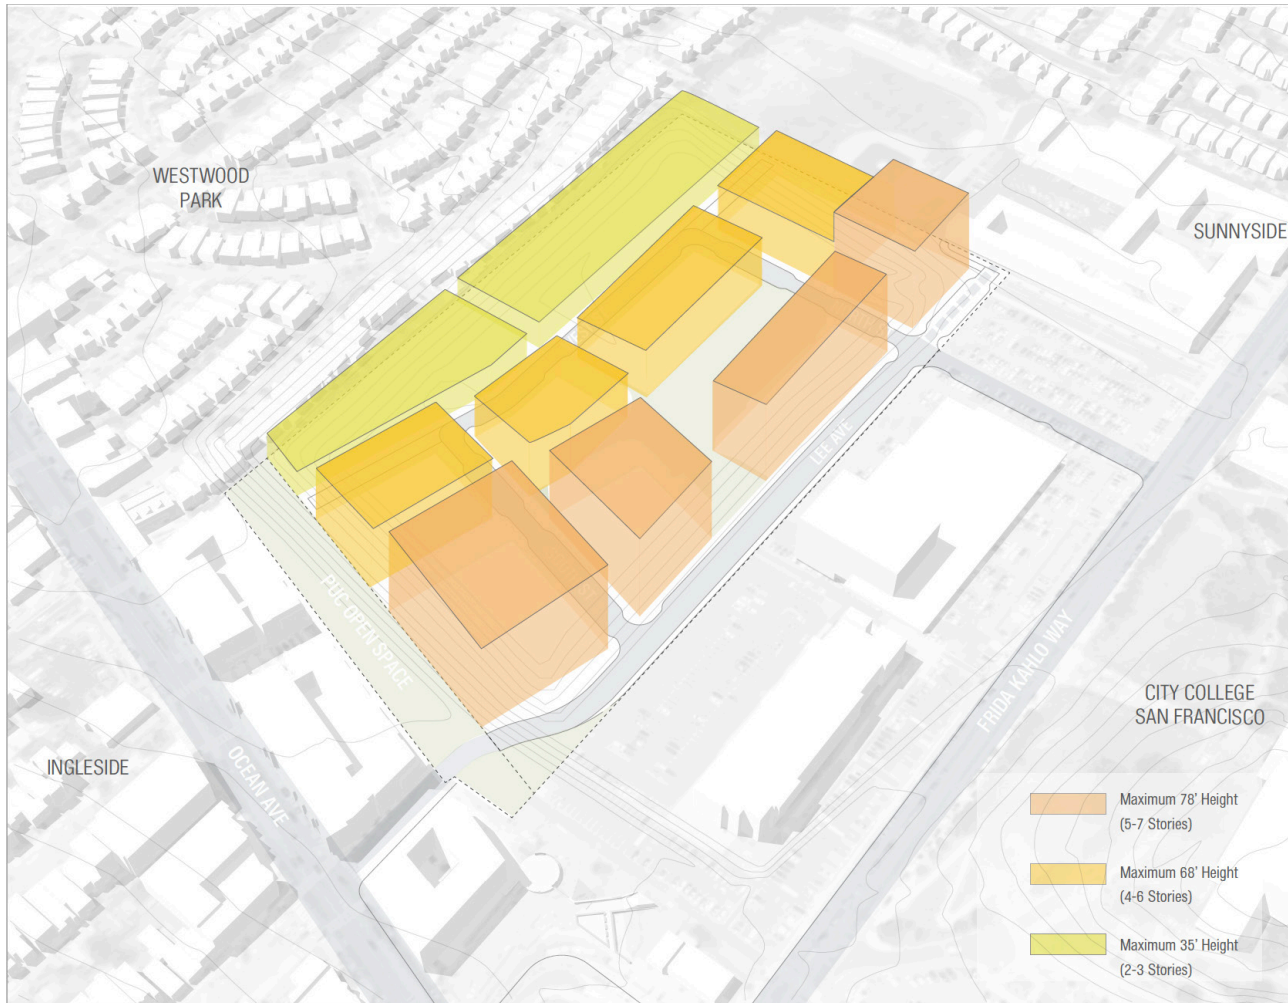 WESTWOOD
PARK
SUNNYSIDE
LEE AVE
PUC OPEN SPACE
FRIDA KAHLO WAY
CITY COLLEGE
SAN FRANCISCO
INGLESIDE
OCEAN AVE
Maximum 78' Height
(5-7 Stories)
Maximum 68' Height
(4-6 Stories)
Maximum 35' Height
(2-3 Stories)